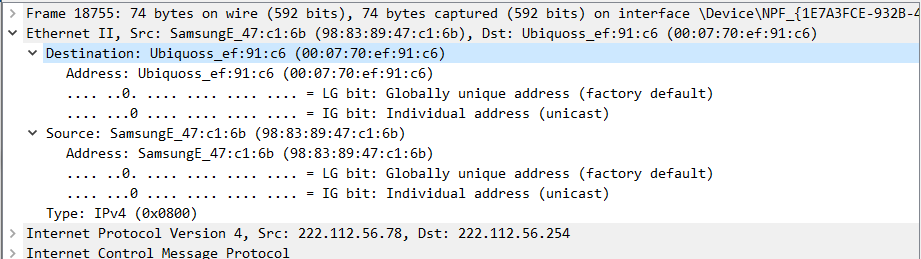 Frame 18755: 74 bytes on wire (592 bits), 74 bytes captured (592 bits) on interface \Device\NPF_{1E7A3FCE-932B-4
Ethernet II, Src: SamsungE_47:c1:6b (98:83:89:47:c1:6b), Dst: Ubiquoss_ef:91:c6 (00:07:70:ef:91:c6)
Destination: Ubiquoss_ef:91:c6 (00:07:70:ef:91:c6)
Address: Ubiquoss_ef:91:c6 (00:07:70:ef:91:c6)
.... ..0. .... .... .... .... = LG bit: Globally unique address (factory default)
.... ...0 .... .... .... .... = IG bit: Individual address (unicast)
Source: SamsungE_47:c1:6b (98:83:89:47:c1:6b)
Address: SamsungE_47:c1:6b (98:83:89:47:c1:6b)
.... ..0. .... .... .... .... = LG bit: Globally unique address (factory default)
.... ...0 .... .... .... .... = IG bit: Individual address (unicast)
Type: IPv4 (0x0800)
Internet Protocol Version 4, Src: 222.112.56.78, Dst: 222.112.56.254
Internet Control Message Protocol